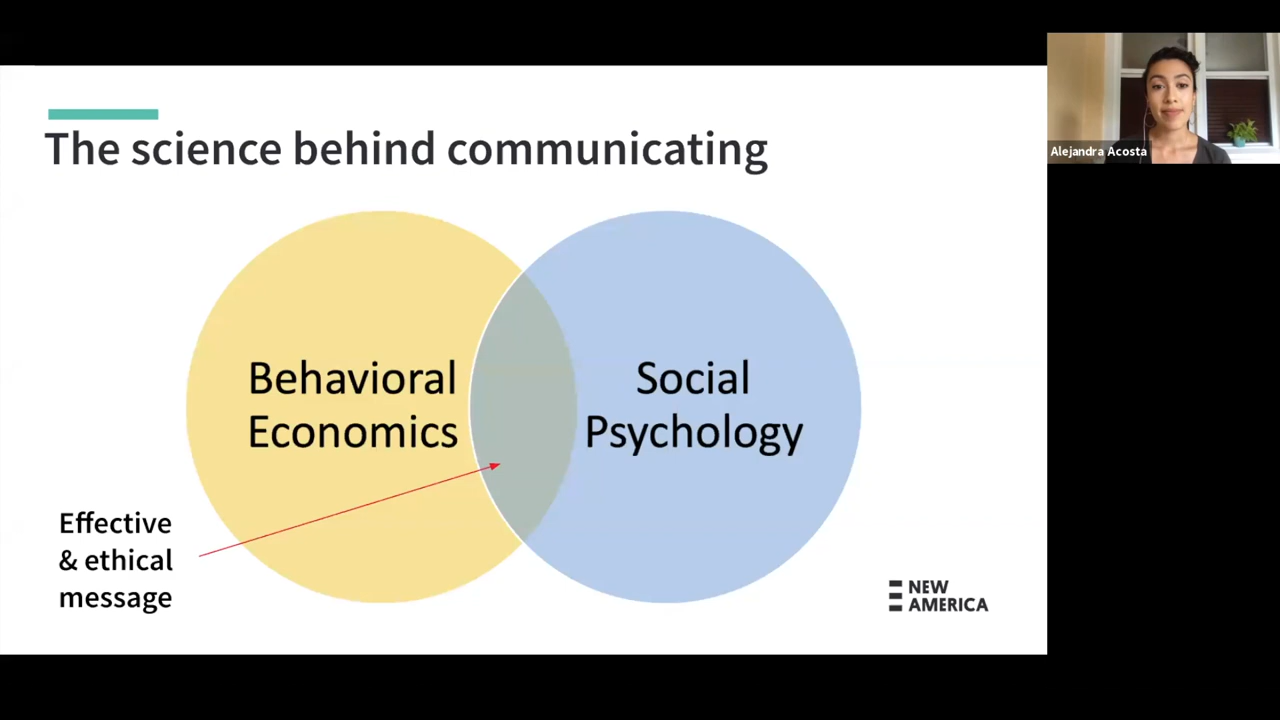 The science behind communicating
Behavioral
Economics
Social
Psychology
Effective
& ethical
message
NEW
AMERICA
Alejandra Acosta